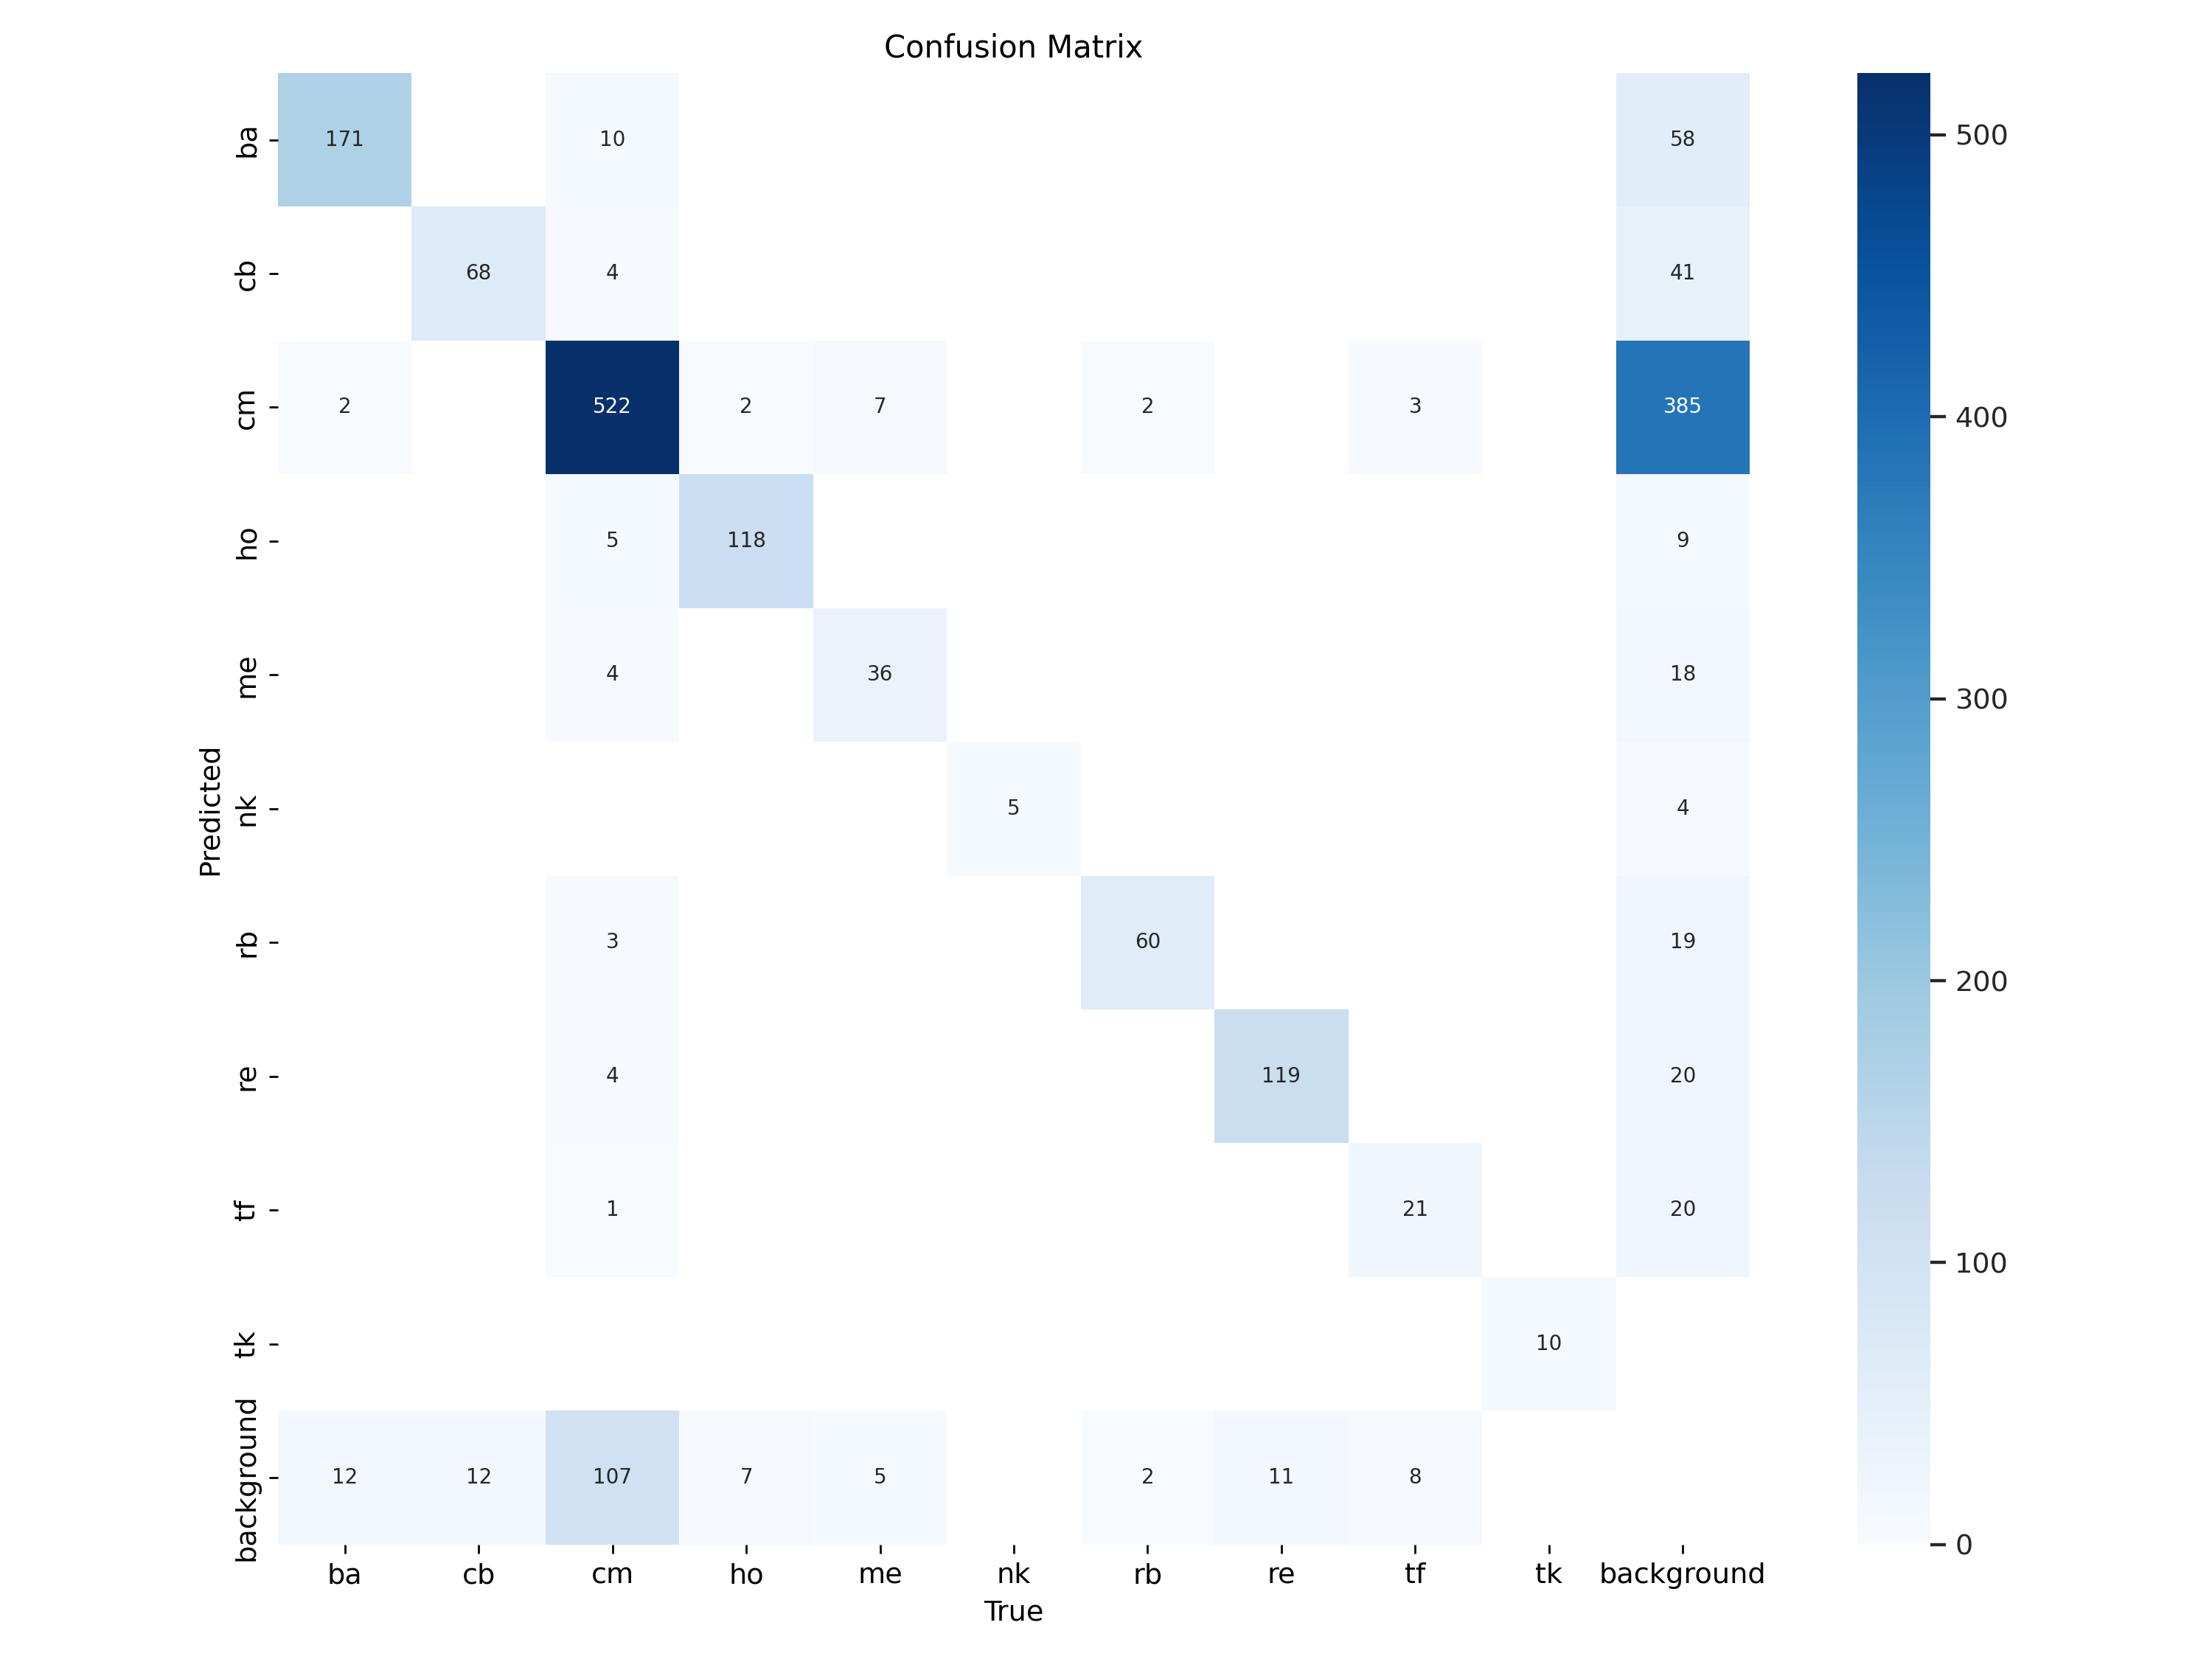 Confusion Matrix
ba 171 10 58
cb 68 4 41
cm 2 522 2 7 2 3 385
ho 5 118 9
me 4 36 18
nk 5 4
rb 3 60 19
re 4 119 20
tf 1 21 20
tk 10
background 12 12 107 7 5 2 11 8
ba cb cm ho me nk rb re tf tk background
True
Predicted
500
400
300
200
100
0